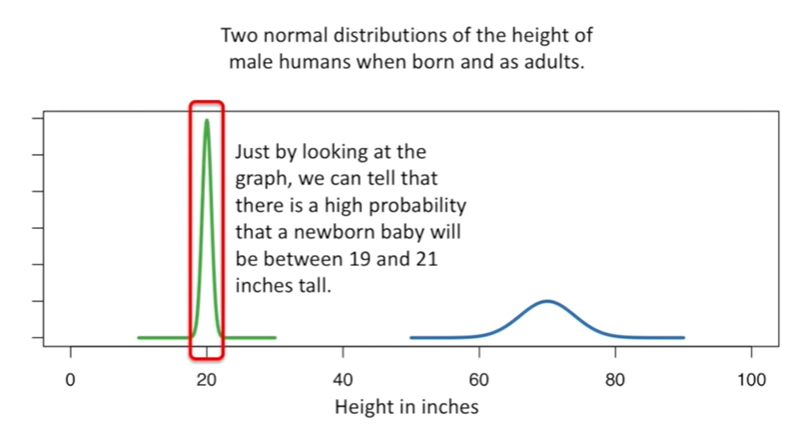 Two normal distributions of the height of
male humans when born and as adults.
Just by looking at the
graph, we can tell that
there is a high probability
that a newborn baby will
be between 19 and 21
inches tall.
0 20 40 60 80 100
Height in inches